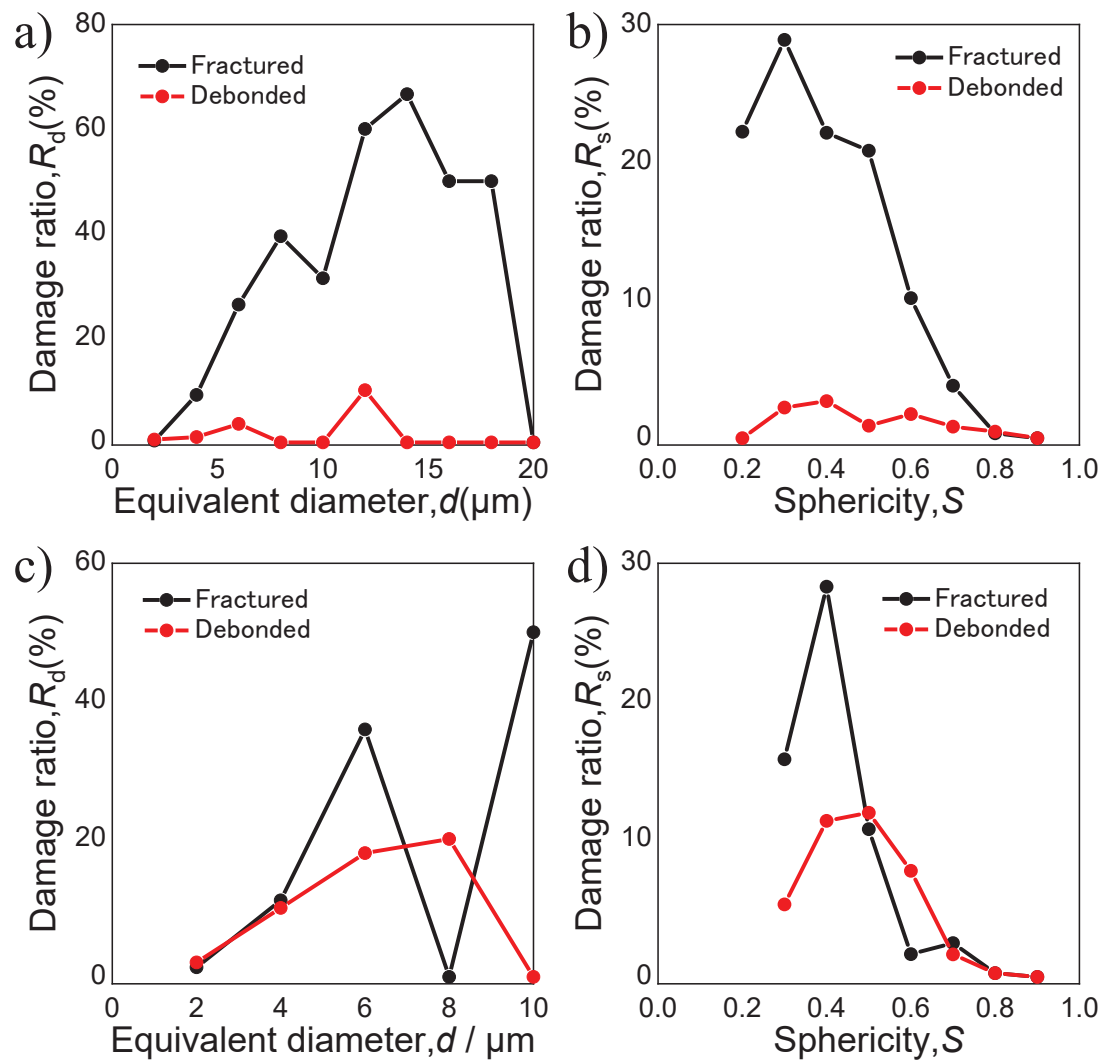 a)
80
60
40
20
0
Damage ratio,Rd(%)
Fractured
Debonded
0 5 10 15 20
Equivalent diameter,d(μm)
b)
30
20
10
0
Damage ratio,Rs(%)
Fractured
Debonded
0.0 0.2 0.4 0.6 0.8 1.0
Sphericity,S
c)
60
40
20
0
Damage ratio,Rd(%)
Fractured
Debonded
0 2 4 6 8 10
Equivalent diameter,d / μm
d)
30
20
10
0
Damage ratio,Rs(%)
Fractured
Debonded
0.0 0.2 0.4 0.6 0.8 1.0
Sphericity,S